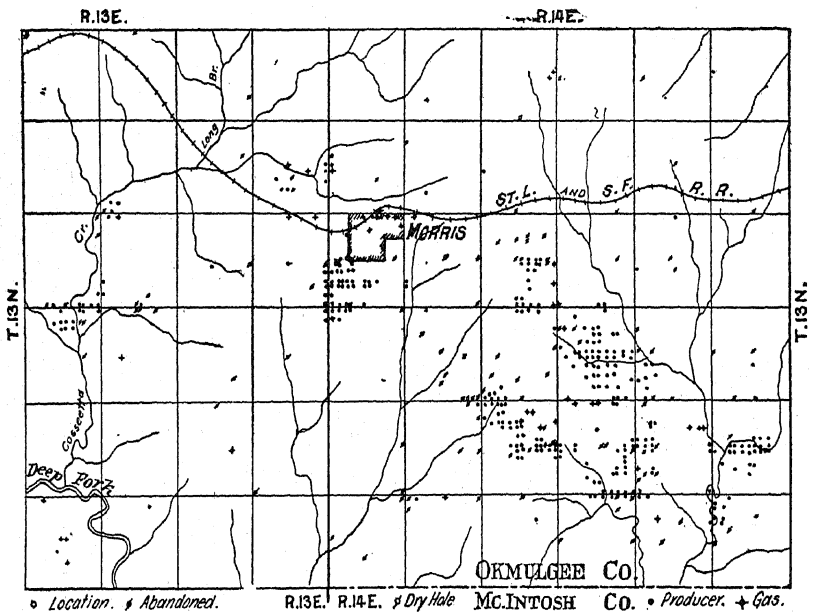 R.13E. R.14E.
Long Br.
ST.L. AND S.F. R.R.
Cr.
MORRIS
T.13N. T.13N.
Cosseena
Deep Fork
OKMULGEE Co.
Location. Abandoned. R.13E. R.14E. Dry Hole MC.INTOSH Co. Producer. Gas.